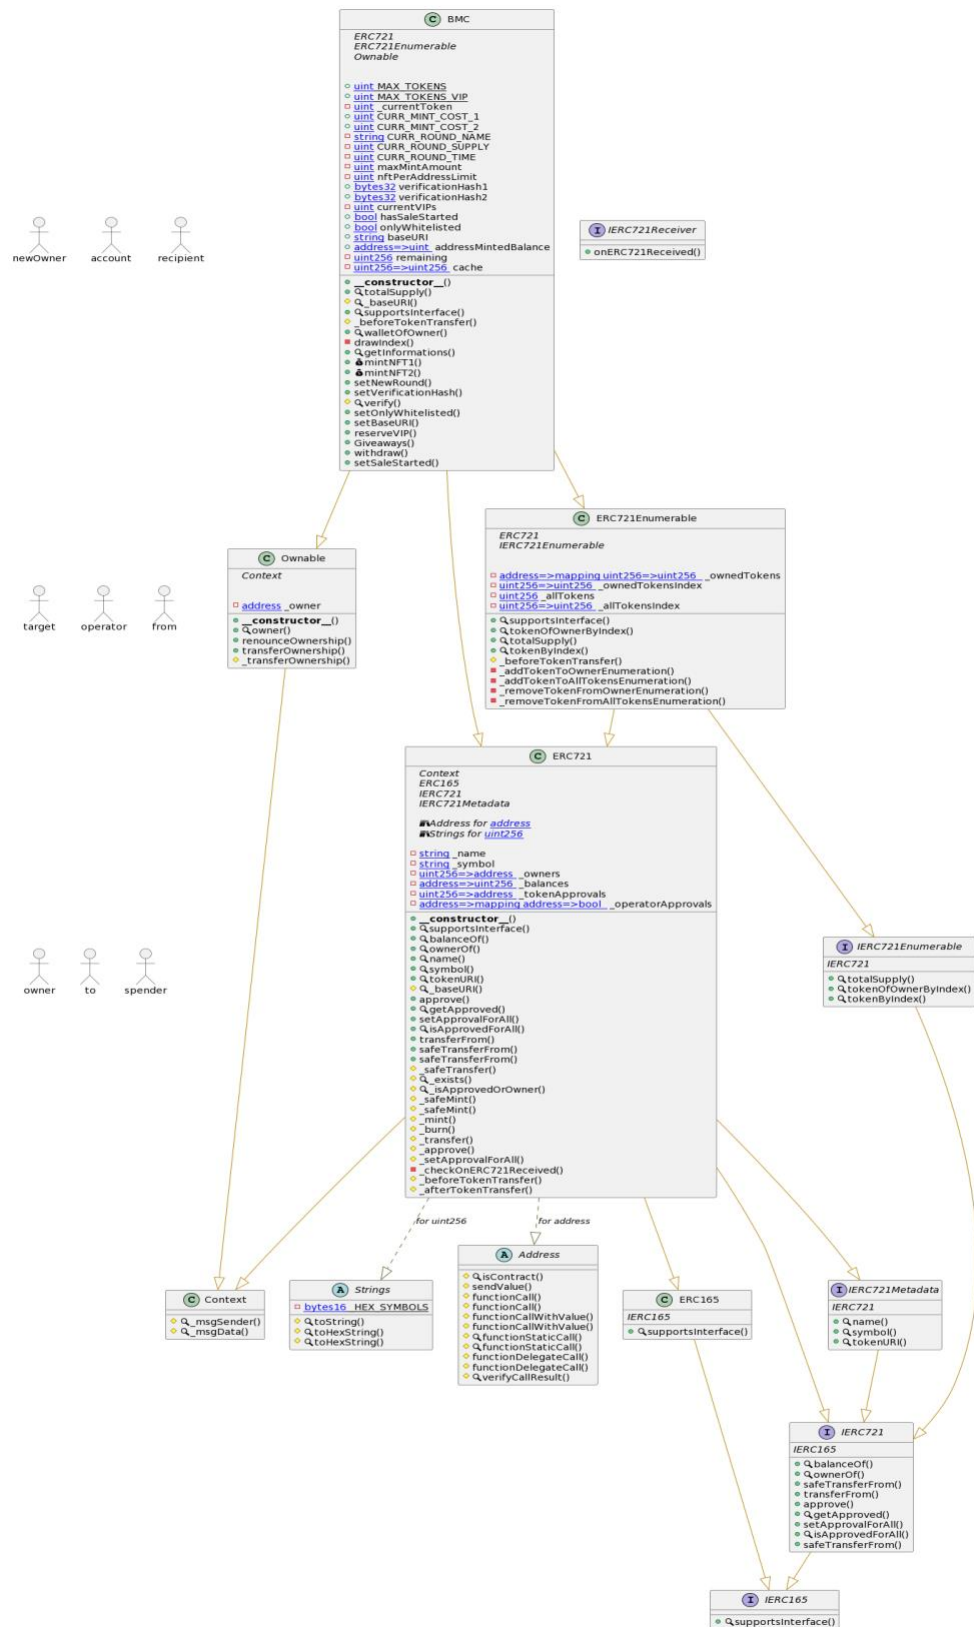 C BMC
ERC721
ERC721Enumerable
Ownable
uint MAX_TOKENS
uint MAX_TOKENS_VIP
uint _currentToken
uint CURR_MINT_COST_1
uint CURR_MINT_COST_2
string CURR_ROUND_NAME
uint CURR_ROUND_SUPPLY
uint CURR_ROUND_TIME
uint maxMintAmount
uint nftPerAddressLimit
bytes32 verificationHash1
bytes32 verificationHash2
uint currentVIPs
bool hasSaleStarted
bool onlyWhitelisted
string baseURI
address=>uint addressMintedBalance
uint256 remaining
uint256=>uint256 cache
__constructor__()
totalSupply()
_baseURI()
supportsInterface()
_beforeTokenTransfer()
walletOfOwner()
drawIndex()
getInformations()
mintNFT1()
mintNFT2()
setNewRound()
setVerificationHash()
verify()
setOnlyWhitelisted()
setBaseURI()
reserveVIP()
Giveaways()
withdraw()
setSaleStarted()
newOwner account recipient
I IERC721Receiver
onERC721Received()
C Ownable
Context
address _owner
__constructor__()
owner()
renounceOwnership()
transferOwnership()
_transferOwnership()
C ERC721Enumerable
ERC721
IERC721Enumerable
address=>mapping uint256=>uint256 _ownedTokens
uint256=>uint256 _ownedTokensIndex
uint256 _allTokens
uint256=>uint256 _allTokensIndex
supportsInterface()
tokenOfOwnerByIndex()
totalSupply()
tokenByIndex()
_beforeTokenTransfer()
_addTokenToOwnerEnumeration()
_addTokenToAllTokensEnumeration()
_removeTokenFromOwnerEnumeration()
_removeTokenFromAllTokensEnumeration()
target operator from
C ERC721
Context
ERC165
IERC721
IERC721Metadata
Address for address
Strings for uint256
string _name
string _symbol
uint256=>address _owners
address=>uint256 _balances
uint256=>address _tokenApprovals
address=>mapping address=>bool _operatorApprovals
__constructor__()
supportsInterface()
balanceOf()
ownerOf()
name()
symbol()
tokenURI()
_baseURI()
approve()
getApproved()
setApprovalForAll()
isApprovedForAll()
transferFrom()
safeTransferFrom()
safeTransferFrom()
_safeTransfer()
_exists()
_isApprovedOrOwner()
_safeMint()
_safeMint()
_mint()
_burn()
_transfer()
_approve()
_setApprovalForAll()
_checkOnERC721Received()
_beforeTokenTransfer()
_afterTokenTransfer()
owner to spender
I IERC721Enumerable
IERC721
totalSupply()
tokenOfOwnerByIndex()
tokenByIndex()
for uint256
for address
C Context
_msgSender()
_msgData()
A Strings
bytes16 HEX_SYMBOLS
toString()
toHexString()
toHexString()
A Address
isContract()
sendValue()
functionCall()
functionCall()
functionCallWithValue()
functionCallWithValue()
functionStaticCall()
functionStaticCall()
functionDelegateCall()
functionDelegateCall()
verifyCallResult()
C ERC165
IERC165
supportsInterface()
I IERC721Metadata
IERC721
name()
symbol()
tokenURI()
I IERC721
IERC165
balanceOf()
ownerOf()
safeTransferFrom()
transferFrom()
approve()
getApproved()
setApprovalForAll()
isApprovedForAll()
safeTransferFrom()
I IERC165
supportsInterface()